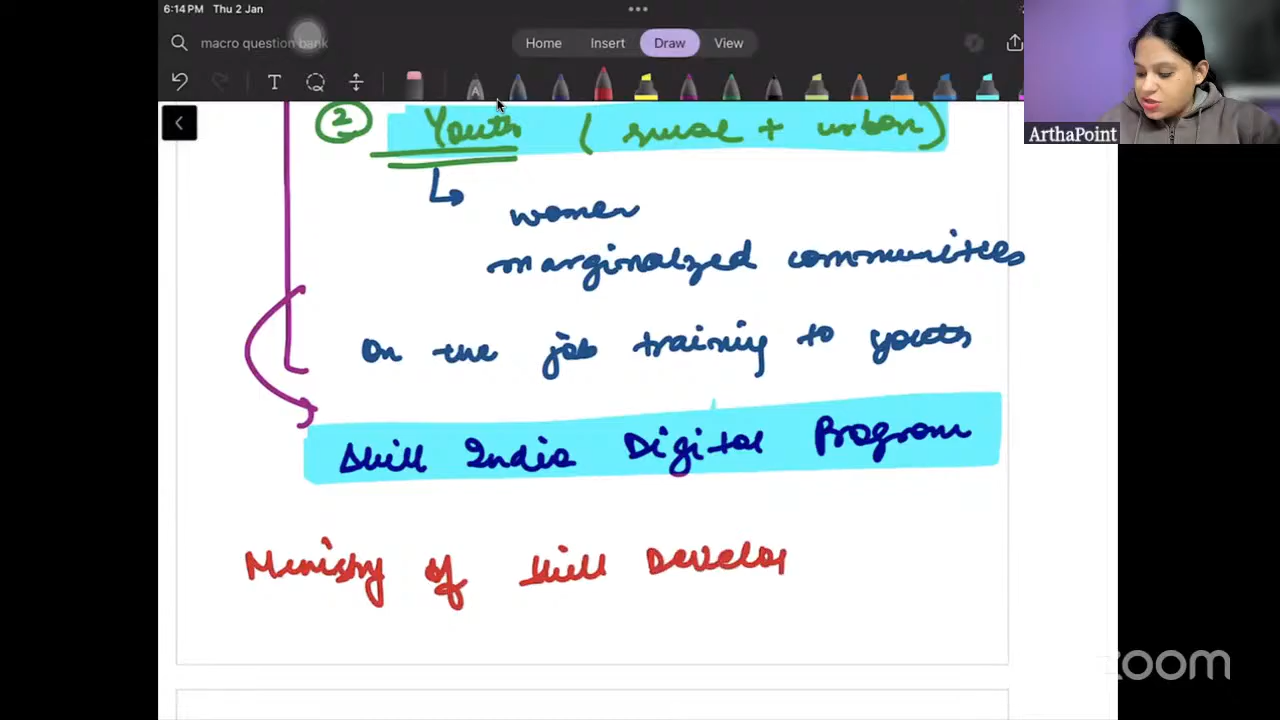 6:14 PM Thu 2 Jan
macro question bank
Home Insert Draw View
ArthaPoint
2 Youth (rural + urban)
women
marginalized communities
On the job training to youth
Skill India Digital Program
Ministry of skill Develop
zoom